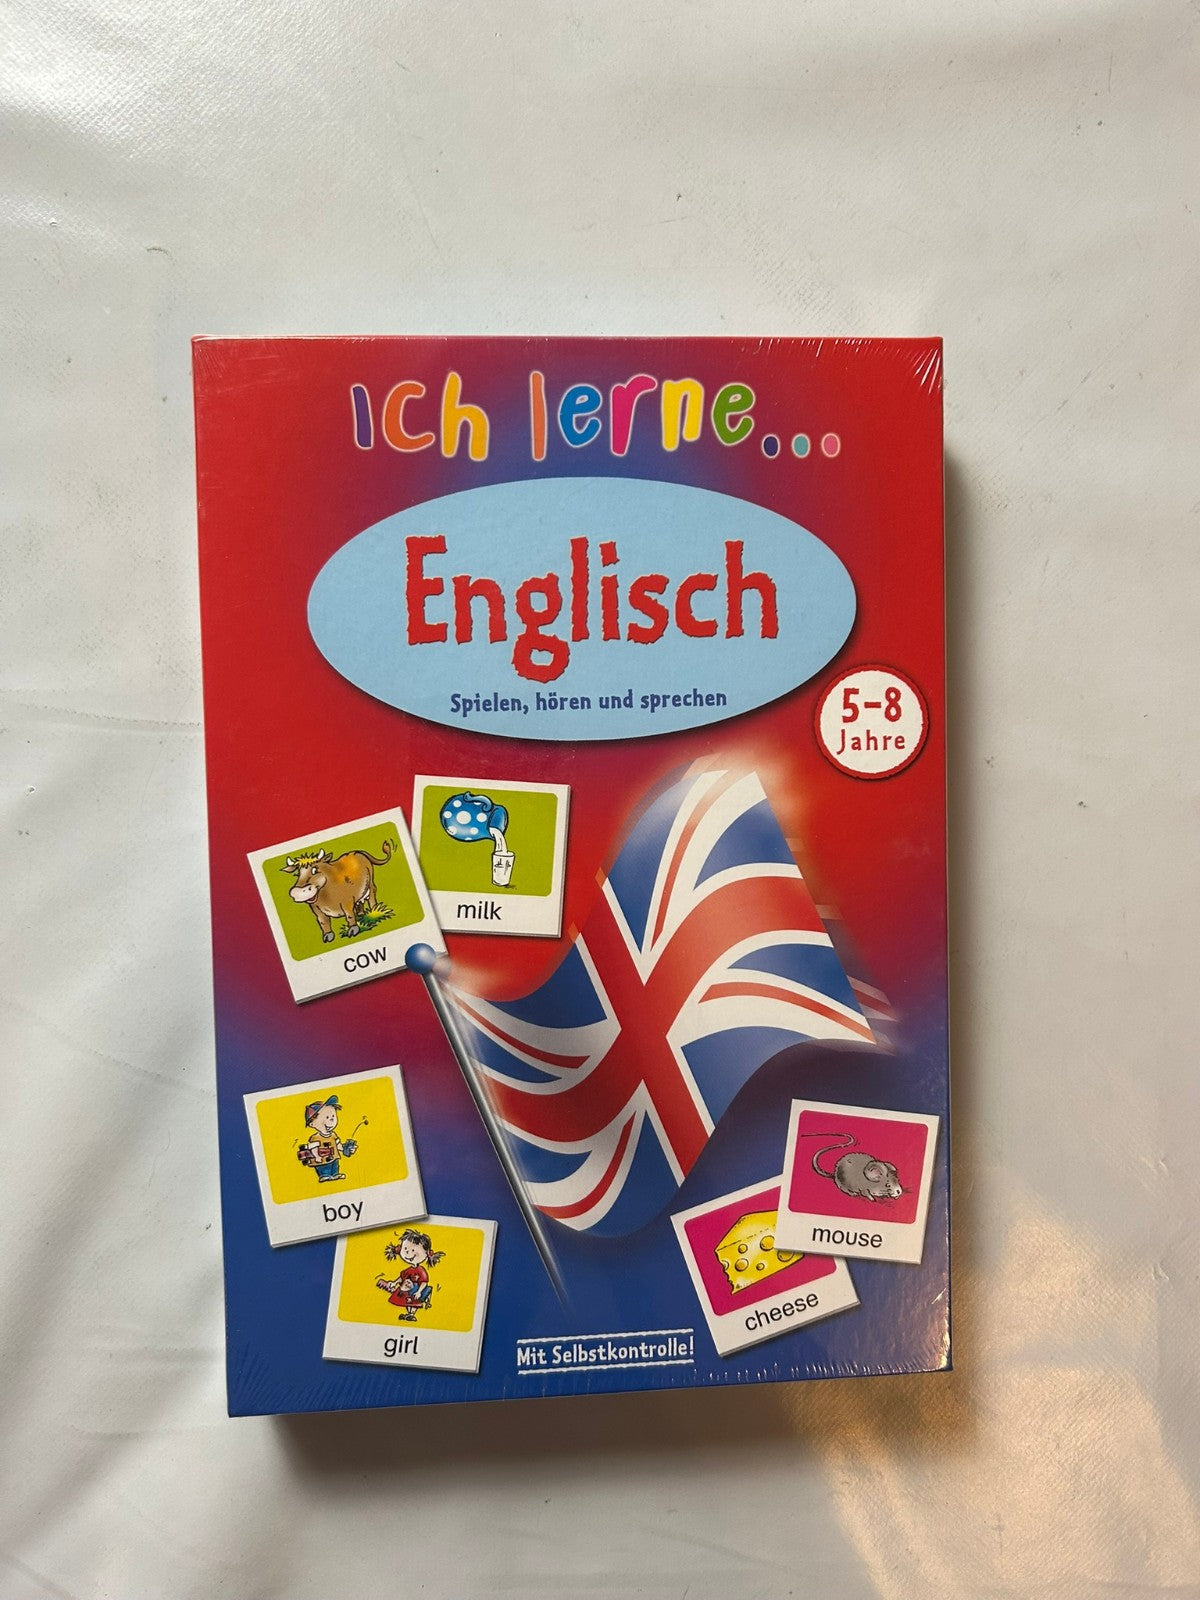 Ich lerne...
Englisch
Spielen, hören und sprechen
5-8
Jahre
milk
cow
boy
mouse
cheese
girl
Mit Selbstkontrolle!